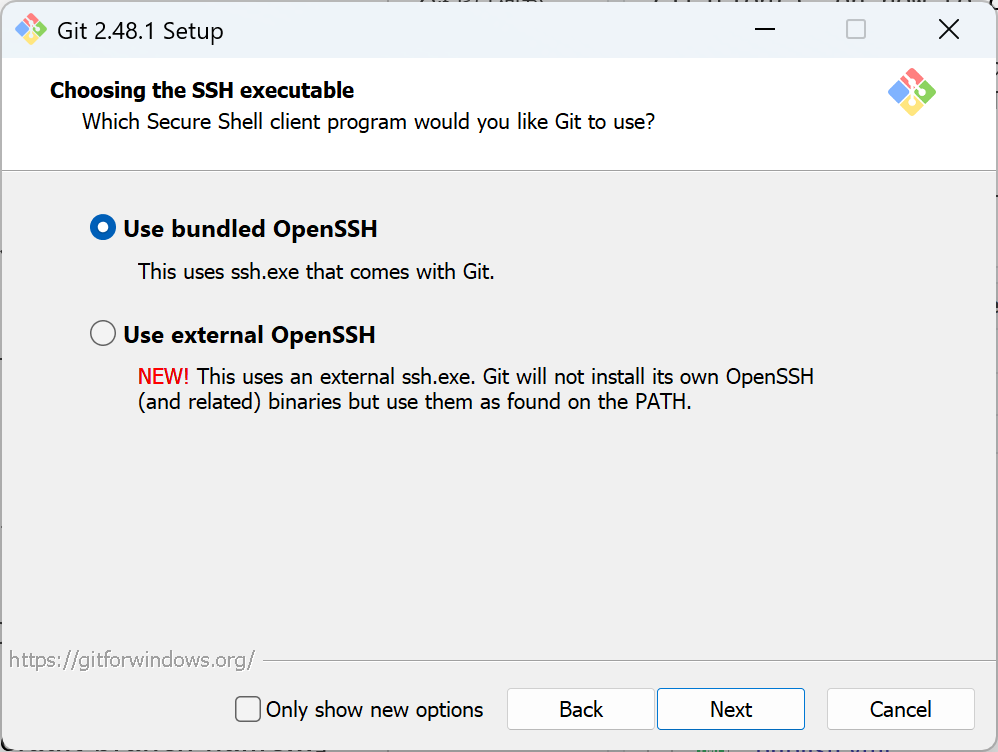 Git 2.48.1 Setup
Choosing the SSH executable
Which Secure Shell client program would you like Git to use?
Use bundled OpenSSH
This uses ssh.exe that comes with Git.
Use external OpenSSH
NEW! This uses an external ssh.exe. Git will not install its own OpenSSH
(and related) binaries but use them as found on the PATH.
https://gitforwindows.org/
Only show new options
Back
Next
Cancel